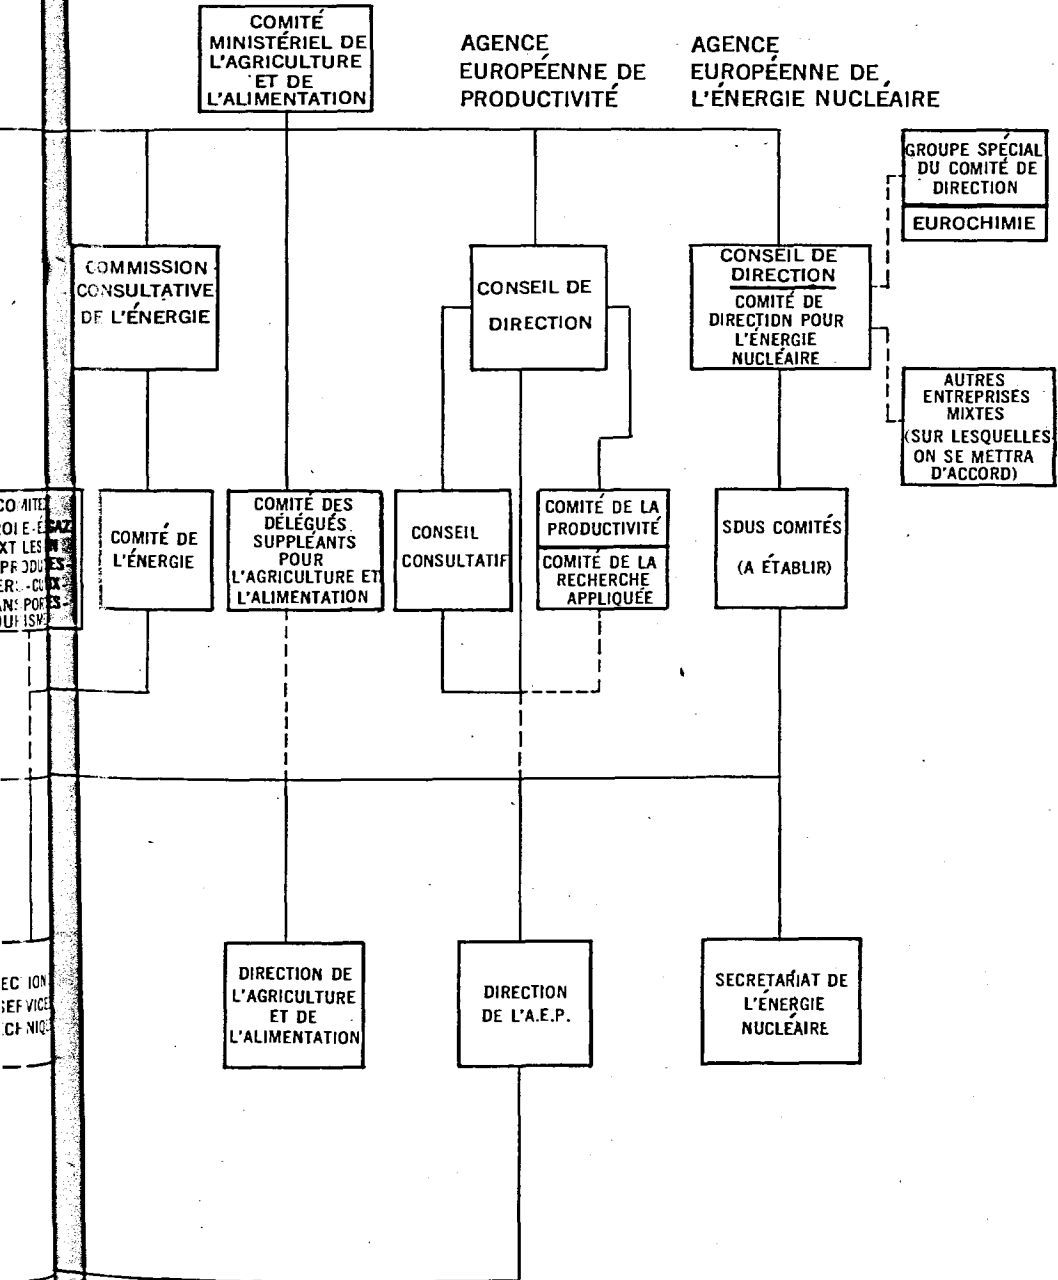 COMITÉ
MINISTÉRIEL DE
L'AGRICULTURE
ET DE
L'ALIMENTATION
AGENCE
EUROPÉENNE DE
PRODUCTIVITÉ
AGENCE
EUROPÉENNE DE
L'ÉNERGIE NUCLÉAIRE
GROUPE SPÉCIAL
DU COMITÉ DE
DIRECTION
EUROCHIMIE
COMMISSION
CONSULTATIVE
DE L'ÉNERGIE
CONSEIL DE
DIRECTION
CONSEIL DE
DIRECTION
COMITÉ DE
DIRECTION POUR
L'ÉNERGIE
NUCLÉAIRE
AUTRES
ENTREPRISES
MIXTES
(SUR LESQUELLES
ON SE METTRA
D'ACCORD)
COMITÉ DE
L'ÉNERGIE
COMITÉ DES
DÉLÉGUÉS
SUPPLÉANTS
POUR
L'AGRICULTURE ET
L'ALIMENTATION
CONSEIL
CONSULTATIF
COMITÉ DE LA
PRODUCTIVITÉ
COMITÉ DE LA
RECHERCHE
APPLIQUÉE
SOUS COMITÉS
(A ÉTABLIR)
DIRECTION DE
L'AGRICULTURE
ET DE
L'ALIMENTATION
DIRECTION
DE L'A.E.P.
SECRETARIAT DE
L'ÉNERGIE
NUCLÉAIRE